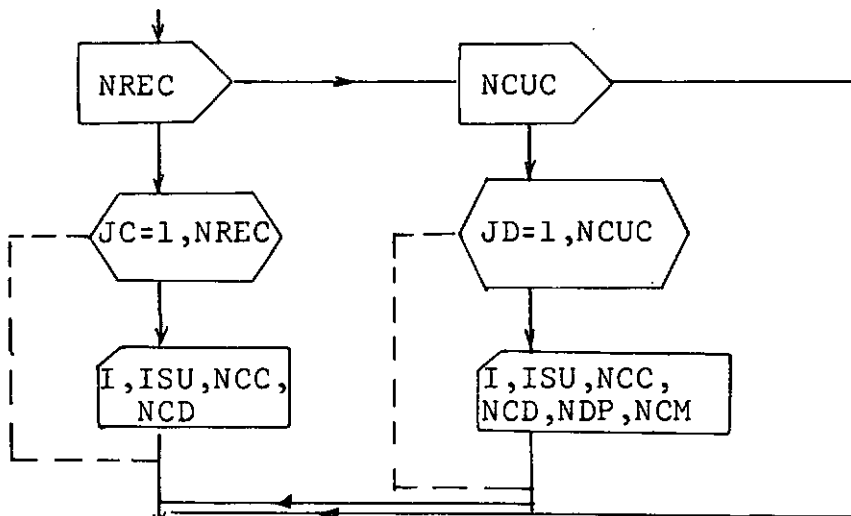 NREC
NCUC
JC=1,NREC
JD=1,NCUC
I,ISU,NCC,
NCD
I,ISU,NCC,
NCD,NDP,NCM